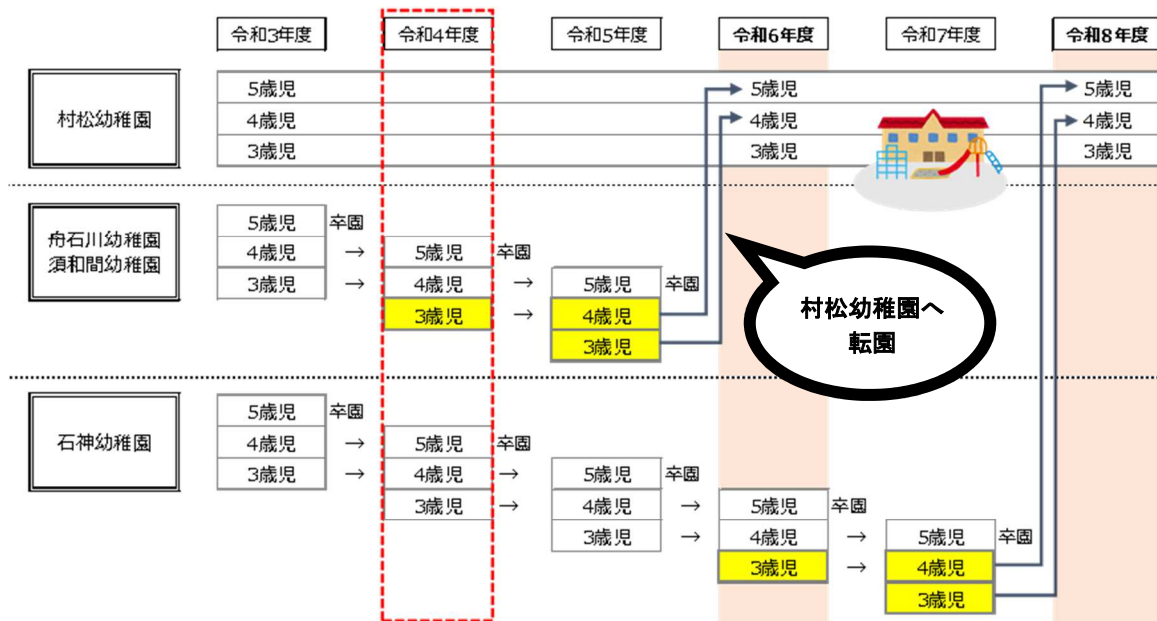 令和3年度 令和4年度 令和5年度 令和6年度 令和7年度 令和8年度
村松幼稚園
5歳児 5歳児 5歳児
4歳児 4歳児 4歳児
3歳児 3歳児 3歳児
舟石川幼稚園
須和間幼稚園
5歳児 卒園
4歳児 → 5歳児 卒園
3歳児 → 4歳児 → 5歳児 卒園
3歳児 → 4歳児
3歳児
村松幼稚園へ
転園
石神幼稚園
5歳児 卒園
4歳児 → 5歳児 卒園
3歳児 → 4歳児 → 5歳児 卒園
3歳児 → 4歳児 → 5歳児 卒園
3歳児 → 4歳児 → 5歳児 卒園
3歳児 → 4歳児
3歳児